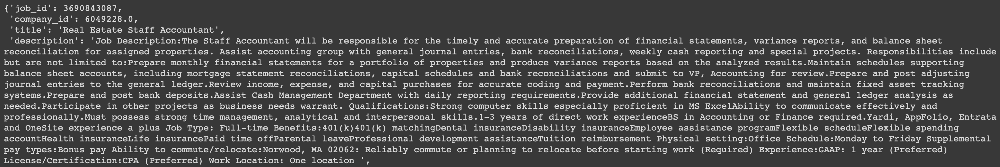 {'job_id': 3690843087,
 'company_id': 6049228.0,
 'title': 'Real Estate Staff Accountant',
 'description': 'Job Description:The Staff Accountant will be responsible for the timely and accurate preparation of financial statements, variance reports, and balance sheet
reconciliation for assigned properties. Assist accounting group with general journal entries, bank reconciliations, weekly cash reporting and special projects. Responsibilities include
but are not limited to:Prepare monthly financial statements for a portfolio of properties and produce variance reports based on the analyzed results.Maintain schedules supporting
balance sheet accounts, including mortgage statement reconciliations, capital schedules and bank reconciliations and submit to VP, Accounting for review.Prepare and post adjusting
journal entries to the general ledger.Review income, expense, and capital purchases for accurate coding and payment.Perform bank reconciliations and maintain fixed asset tracking
systems.Prepare and post bank deposits.Assist Cash Management Department with daily reporting requirements.Provide additional financial statement and general ledger analysis as
needed.Participate in other projects as business needs warrant. Qualifications:Strong computer skills especially proficient in MS ExcelAbility to communicate effectively and
professionally.Must possess strong time management, analytical and interpersonal skills.1-3 years of direct work experienceBS in Accounting or Finance required.Yardi, AppFolio, Entrata
and OneSite experience a plus Job Type: Full-time Benefits:401(k)401(k) matchingDental insuranceDisability insuranceEmployee assistance programFlexible scheduleFlexible spending
accountHealth insuranceLife insurancePaid time offParental leaveProfessional development assistanceTuition reimbursement Physical setting:Office Schedule:Monday to Friday Supplemental
pay types:Bonus pay Ability to commute/relocate:Norwood, MA 02062: Reliably commute or planning to relocate before starting work (Required) Experience:GAAP: 1 year (Preferred)
License/Certification:CPA (Preferred) Work Location: One location ',